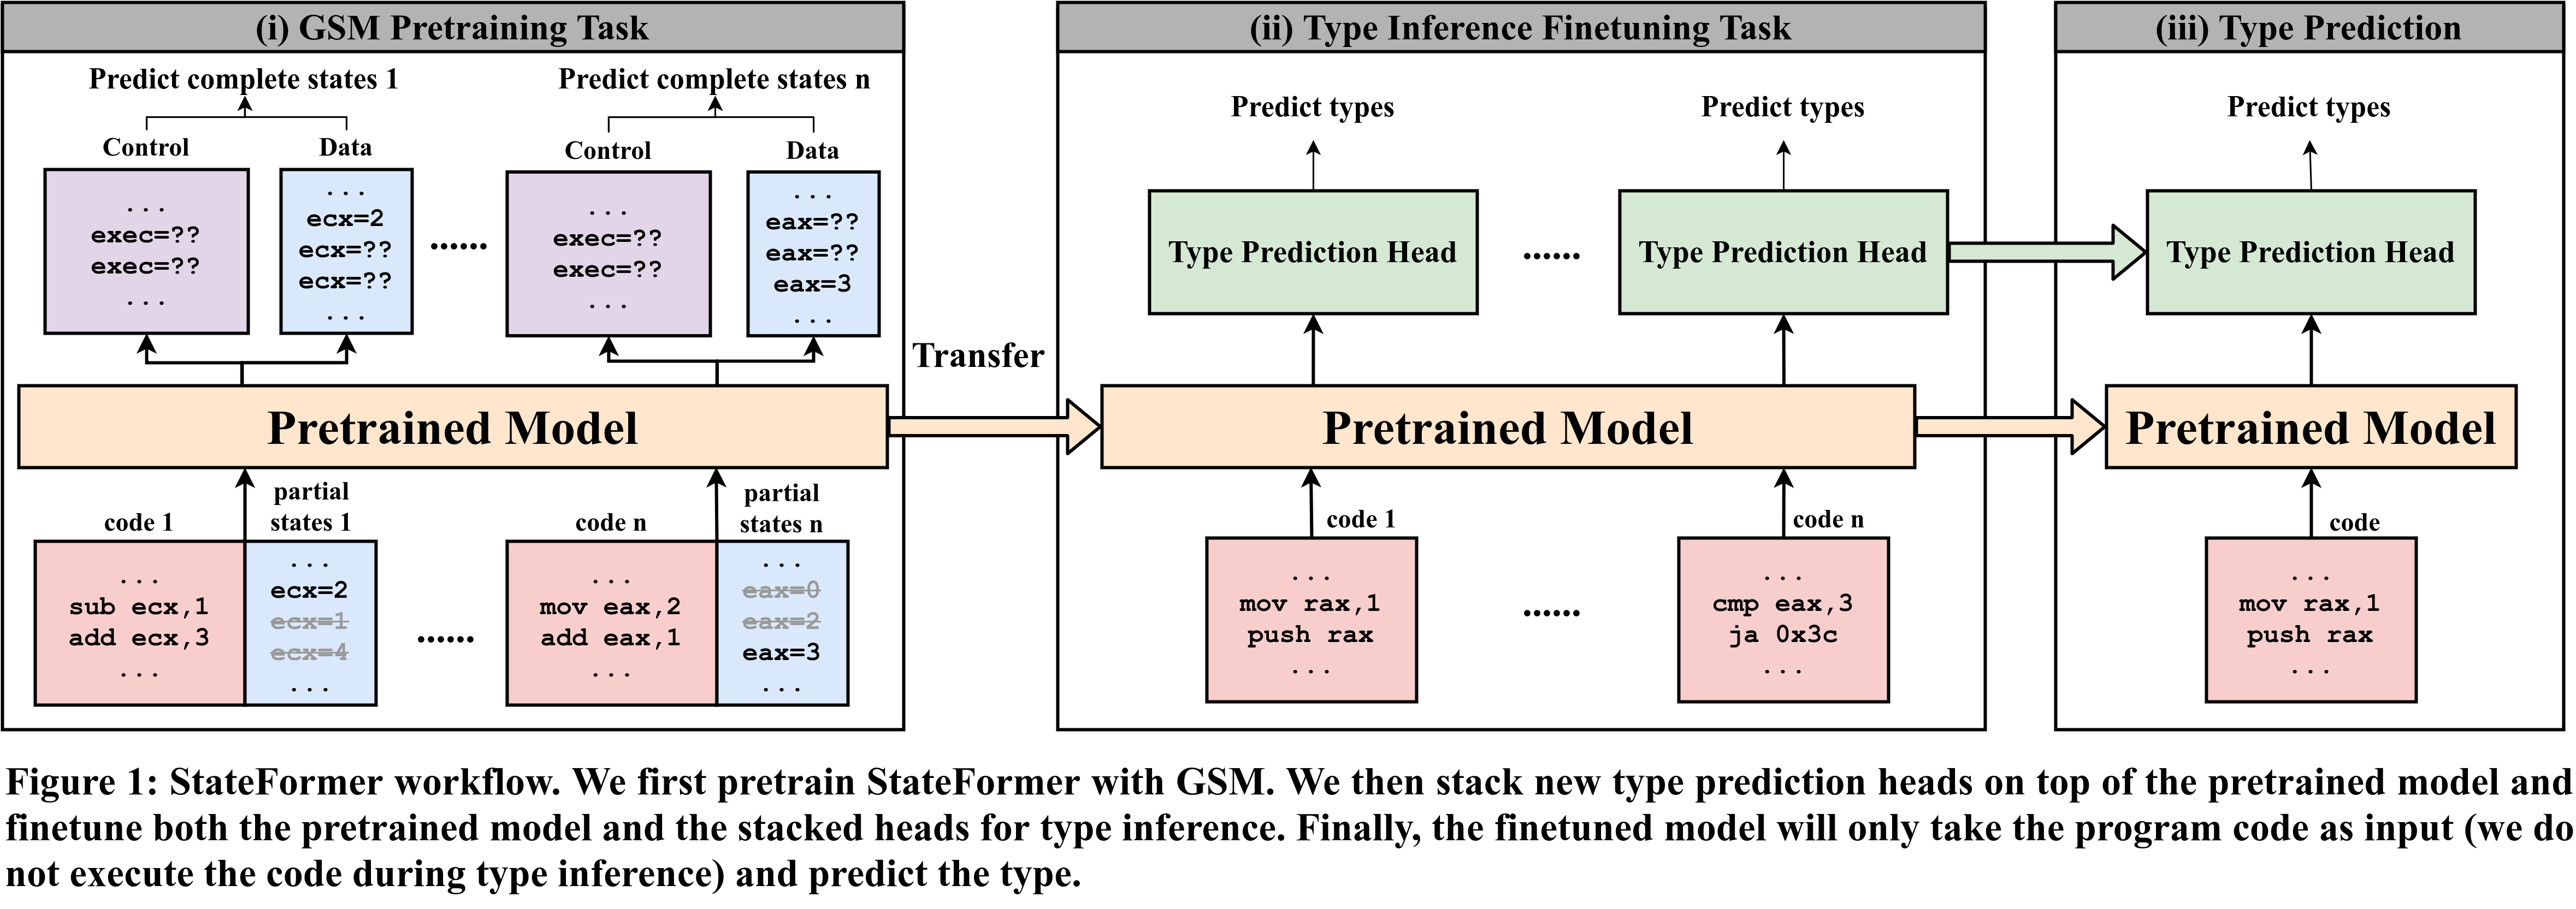 (i) GSM Pretraining Task
Predict complete states 1
Predict complete states n
Control
Data
Control
Data
...
exec=??
exec=??
...
...
ecx=2
ecx=??
ecx=??
...
......
...
exec=??
exec=??
...
...
eax=??
eax=??
eax=3
...
Pretrained Model
code 1
partial
states 1
code n
partial
states n
...
sub ecx,1
add ecx,3
...
...
ecx=2
ecx=1
ecx=4
...
......
...
mov eax,2
add eax,1
...
...
eax=0
eax=2
eax=3
...
Transfer
(ii) Type Inference Finetuning Task
Predict types
Predict types
Type Prediction Head
......
Type Prediction Head
Pretrained Model
code 1
code n
...
mov rax,1
push rax
...
......
...
cmp eax,3
ja 0x3c
...
(iii) Type Prediction
Predict types
Type Prediction Head
Pretrained Model
code
...
mov rax,1
push rax
...
Figure 1: StateFormer workflow. We first pretrain StateFormer with GSM. We then stack new type prediction heads on top of the pretrained model and
finetune both the pretrained model and the stacked heads for type inference. Finally, the finetuned model will only take the program code as input (we do
not execute the code during type inference) and predict the type.